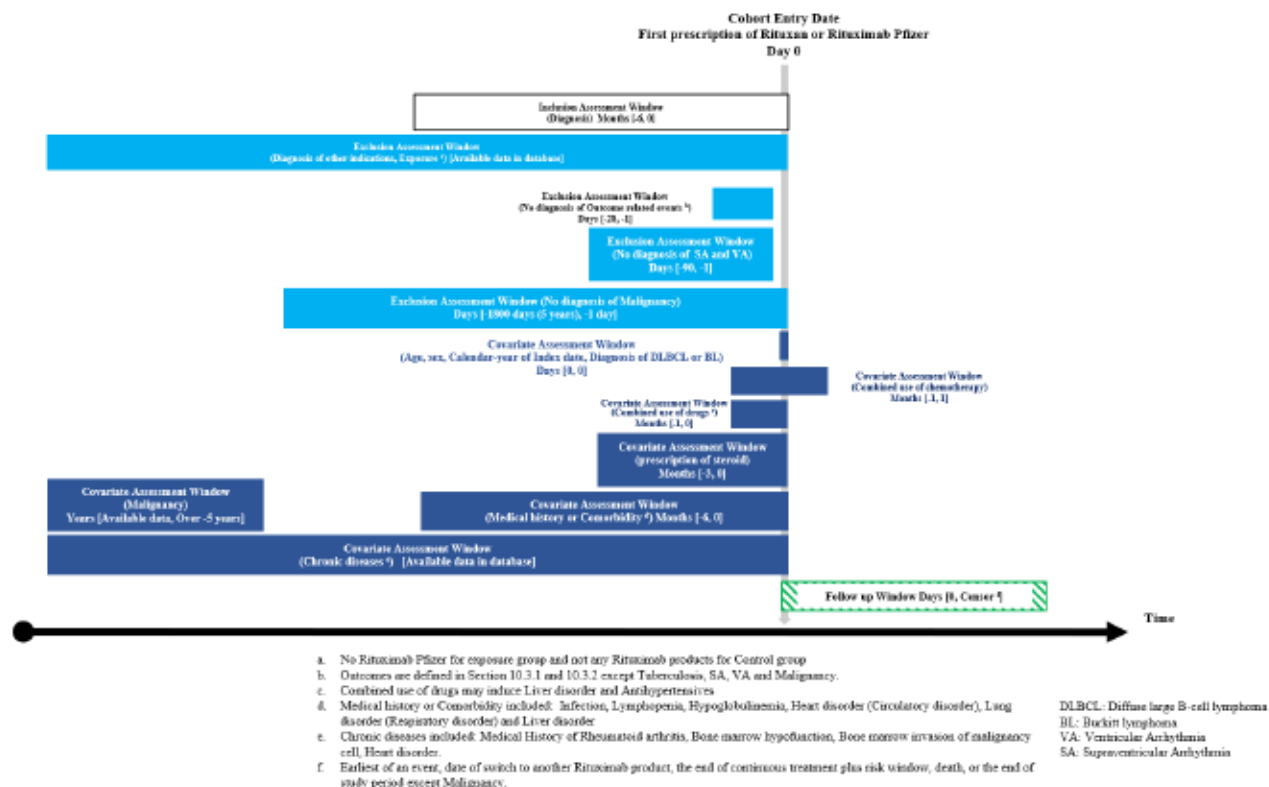 Cohort Entry Date
First prescription of Rituxan or Rituximab Pfizer
Day 0
Inclusion Assessment Window
(Diagnosis) Months [-6, 0]
Exclusion Assessment Window
(Diagnosis of other indications, Exposure ᵃ) [Available data in database]
Exclusion Assessment Window
(No diagnosis of Outcome related events ᵇ)
Days [-28, -1]
Exclusion Assessment Window
(No diagnosis of SA and VA)
Days [-90, -1]
Exclusion Assessment Window (No diagnosis of Malignancy)
Days [-1800 days (5 years), -1 day]
Covariate Assessment Window
(Age, sex, Calendar-year of Index date, Diagnosis of DLBCL or BL)
Days [0, 0]
Covariate Assessment Window
(Combined use of chemotherapy)
Months [-1, 1]
Covariate Assessment Window
(Combined use of drugs ᶜ)
Months [-1, 0]
Covariate Assessment Window
(prescription of steroid)
Months [-3, 0]
Covariate Assessment Window
(Malignancy)
Years [Available data, Over -5 years]
Covariate Assessment Window
(Medical history or Comorbidity ᵈ) Months [-6, 0]
Covariate Assessment Window
(Chronic diseases ᵉ) [Available data in database]
Follow up Window Days [0, Censor ᶠ]
Time
a. No Rituximab Pfizer for exposure group and not any Rituximab products for Control group
b. Outcomes are defined in Section 10.3.1 and 10.3.2 except Tuberculosis, SA, VA and Malignancy.
c. Combined use of drugs may induce Liver disorder and Antihypertensives
d. Medical history or Comorbidity included: Infection, Lymphopenia, Hypoglobulinemia, Heart disorder (Circulatory disorder), Lung
disorder (Respiratory disorder) and Liver disorder
e. Chronic diseases included: Medical History of Rheumatoid arthritis, Bone marrow hypofunction, Bone marrow invasion of malignancy
cell, Heart disorder.
f. Earliest of an event, date of switch to another Rituximab product, the end of continuous treatment plus risk window, death, or the end of
study period except Malignancy.
DLBCL: Diffuse large B-cell lymphoma
BL: Burkitt lymphoma
VA: Ventricular Arrhythmia
SA: Supraventricular Arrhythmia